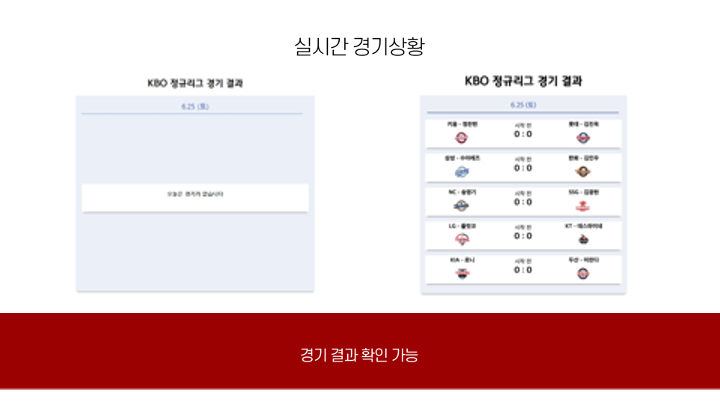 실시간 경기상황
KBO 정규리그 경기 결과
6.25 (토)
오늘은 경기가 없습니다
KBO 정규리그 경기 결과
6.25 (토)
키움 - 정찬헌 시작 전 롯데 - 김진욱
0 : 0
삼성 - 수아레즈 시작 전 한화 - 김민우
0 : 0
NC - 송명기 시작 전 SSG - 김광현
0 : 0
LG - 플럿코 시작 전 KT - 데스파이네
0 : 0
KIA - 로니 시작 전 두산 - 이영하
0 : 0
경기 결과 확인 가능